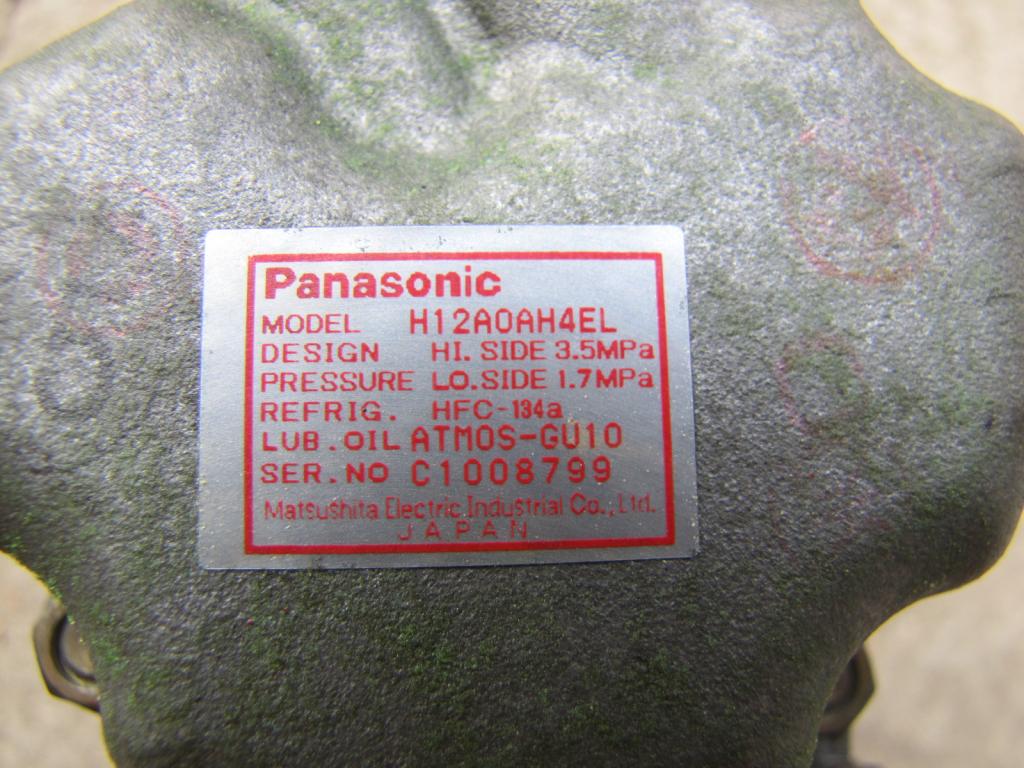 Panasonic
MODEL H12A0AH4EL
DESIGN HI. SIDE 3.5MPa
PRESSURE LO.SIDE 1.7MPa
REFRIG. HFC-134a
LUB.OIL ATMOS-GU10
SER.NO C1008799
Matsushita Electric Industrial Co., Ltd.
JAPAN